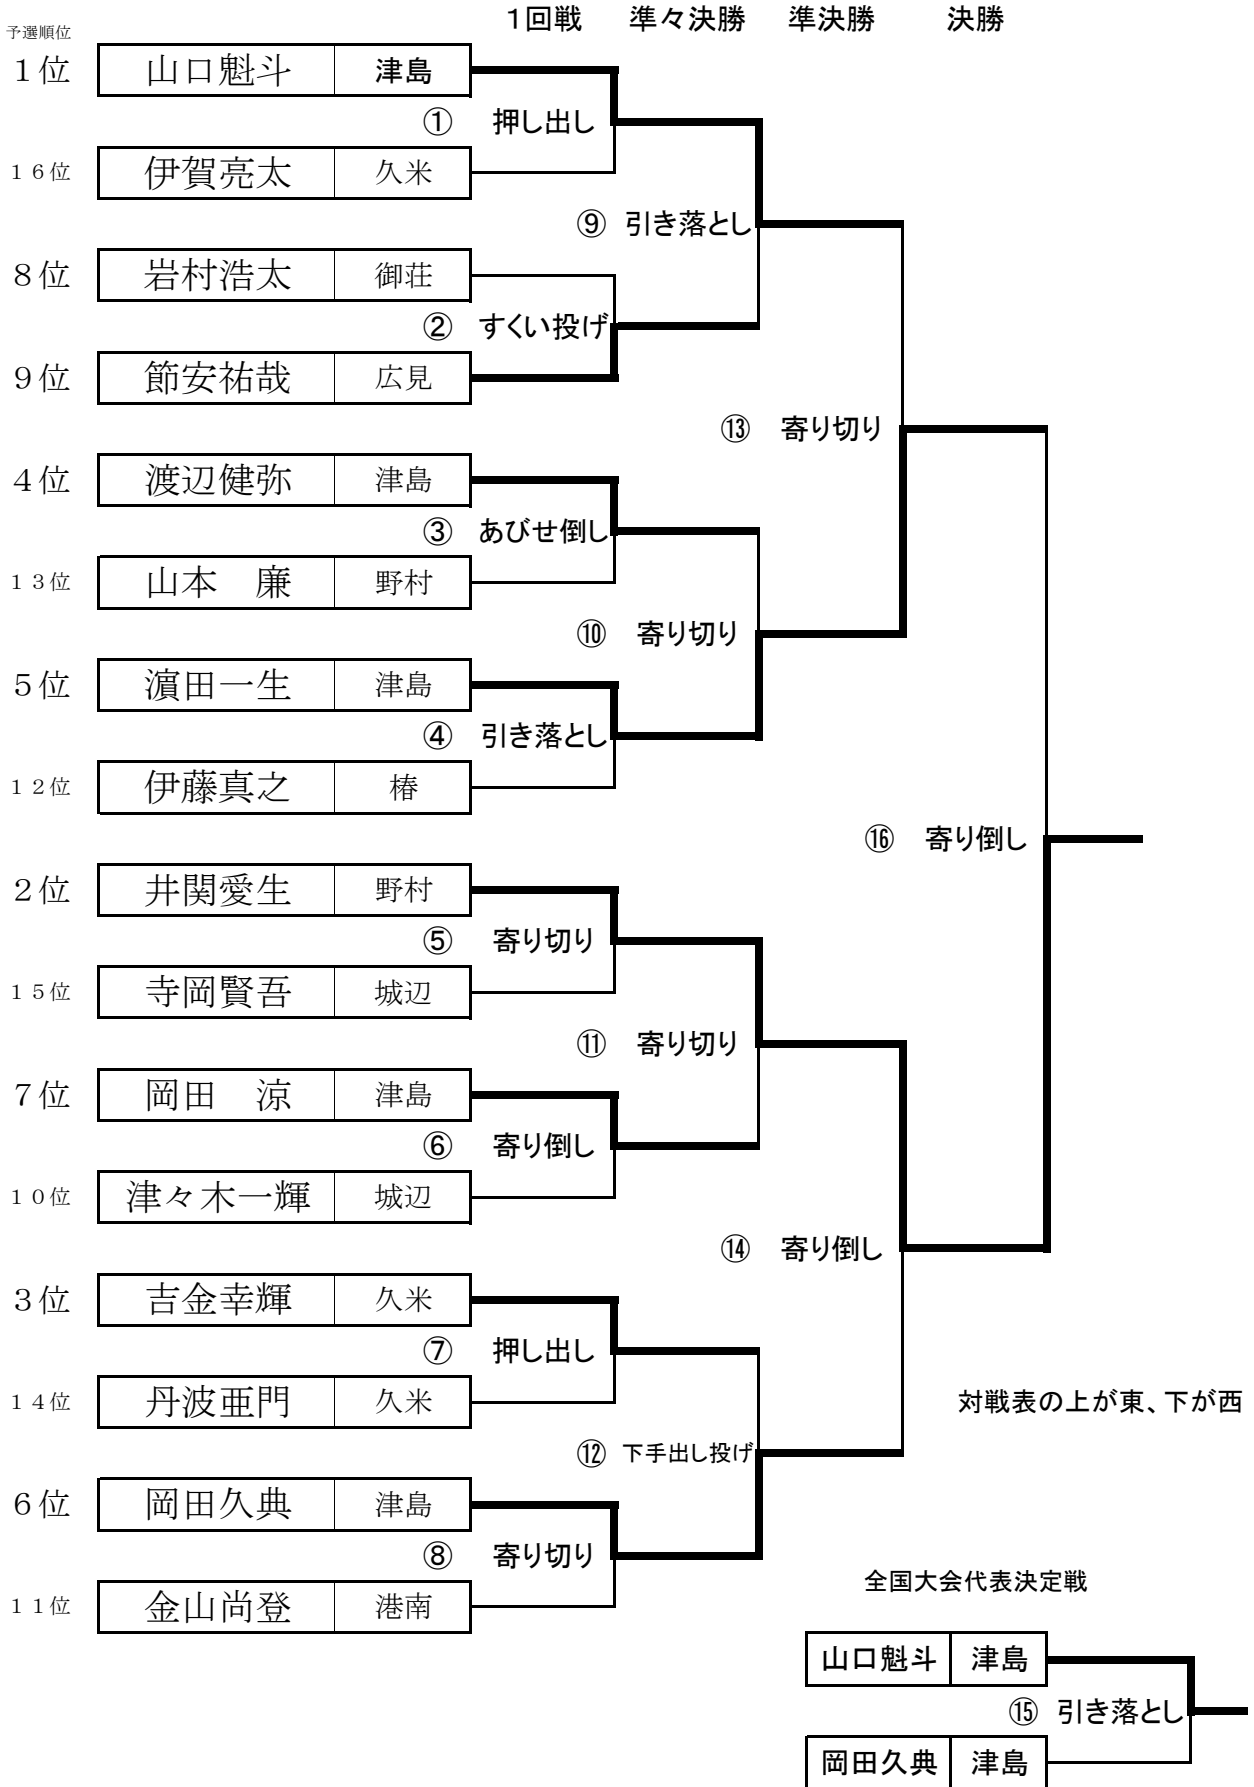 1回戦 準々決勝 準決勝 決勝
予選順位
1位 山口魁斗 津島
① 押し出し
16位 伊賀亮太 久米
⑨ 引き落とし
8位 岩村浩太 御荘
② すくい投げ
9位 節安祐哉 広見
⑬ 寄り切り
4位 渡辺健弥 津島
③ あびせ倒し
13位 山本 廉 野村
⑩ 寄り切り
5位 濵田一生 津島
④ 引き落とし
12位 伊藤真之 椿
⑯ 寄り倒し
2位 井関愛生 野村
⑤ 寄り切り
15位 寺岡賢吾 城辺
⑪ 寄り切り
7位 岡田 涼 津島
⑥ 寄り倒し
10位 津々木一輝 城辺
⑭ 寄り倒し
3位 吉金幸輝 久米
⑦ 押し出し
14位 丹波亜門 久米
対戦表の上が東、下が西
⑫ 下手出し投げ
6位 岡田久典 津島
⑧ 寄り切り
11位 金山尚登 港南
全国大会代表決定戦
山口魁斗 津島
⑮ 引き落とし
岡田久典 津島